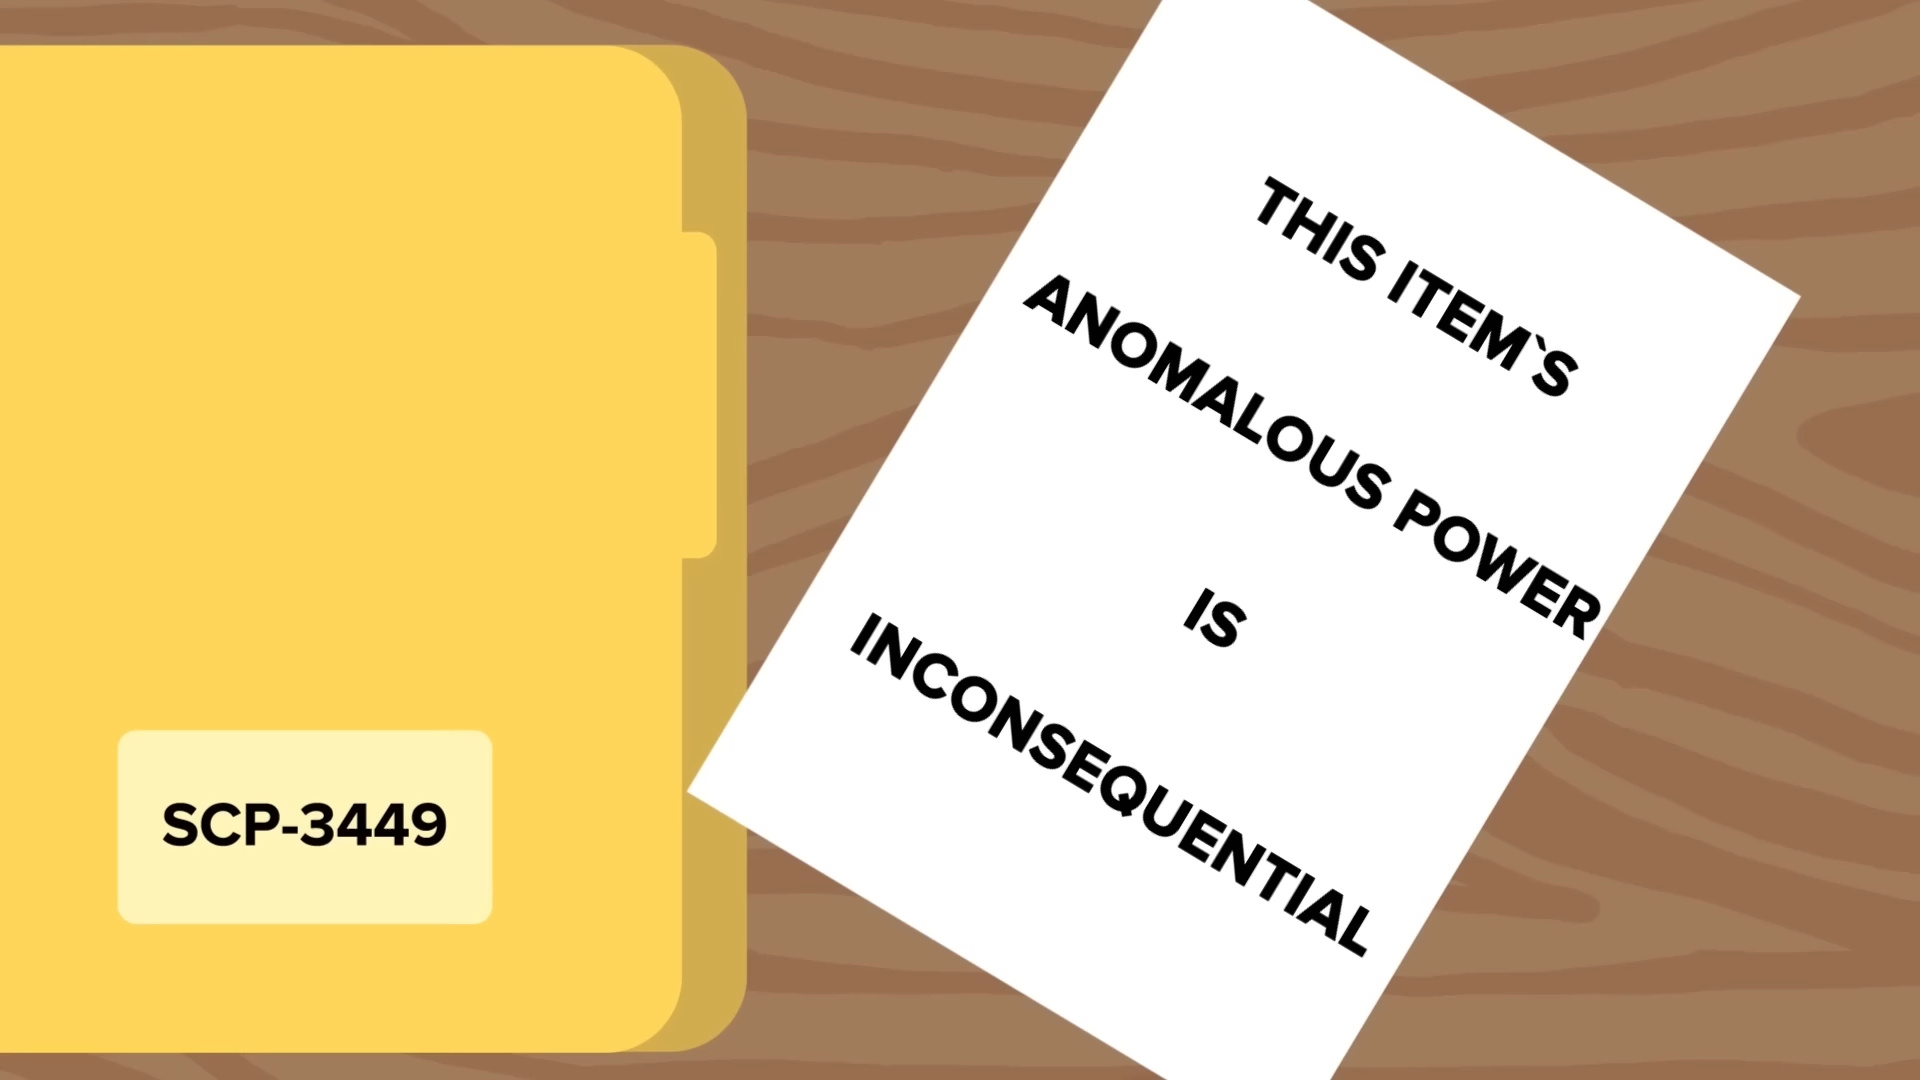 SCP-3449
THIS ITEM`S
ANOMALOUS POWER
IS
INCONSEQUENTIAL